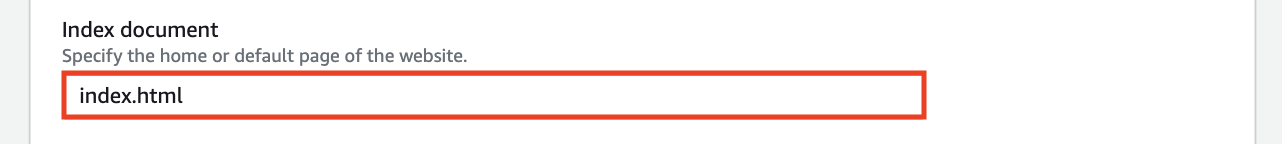 Index document
Specify the home or default page of the website.
index.html